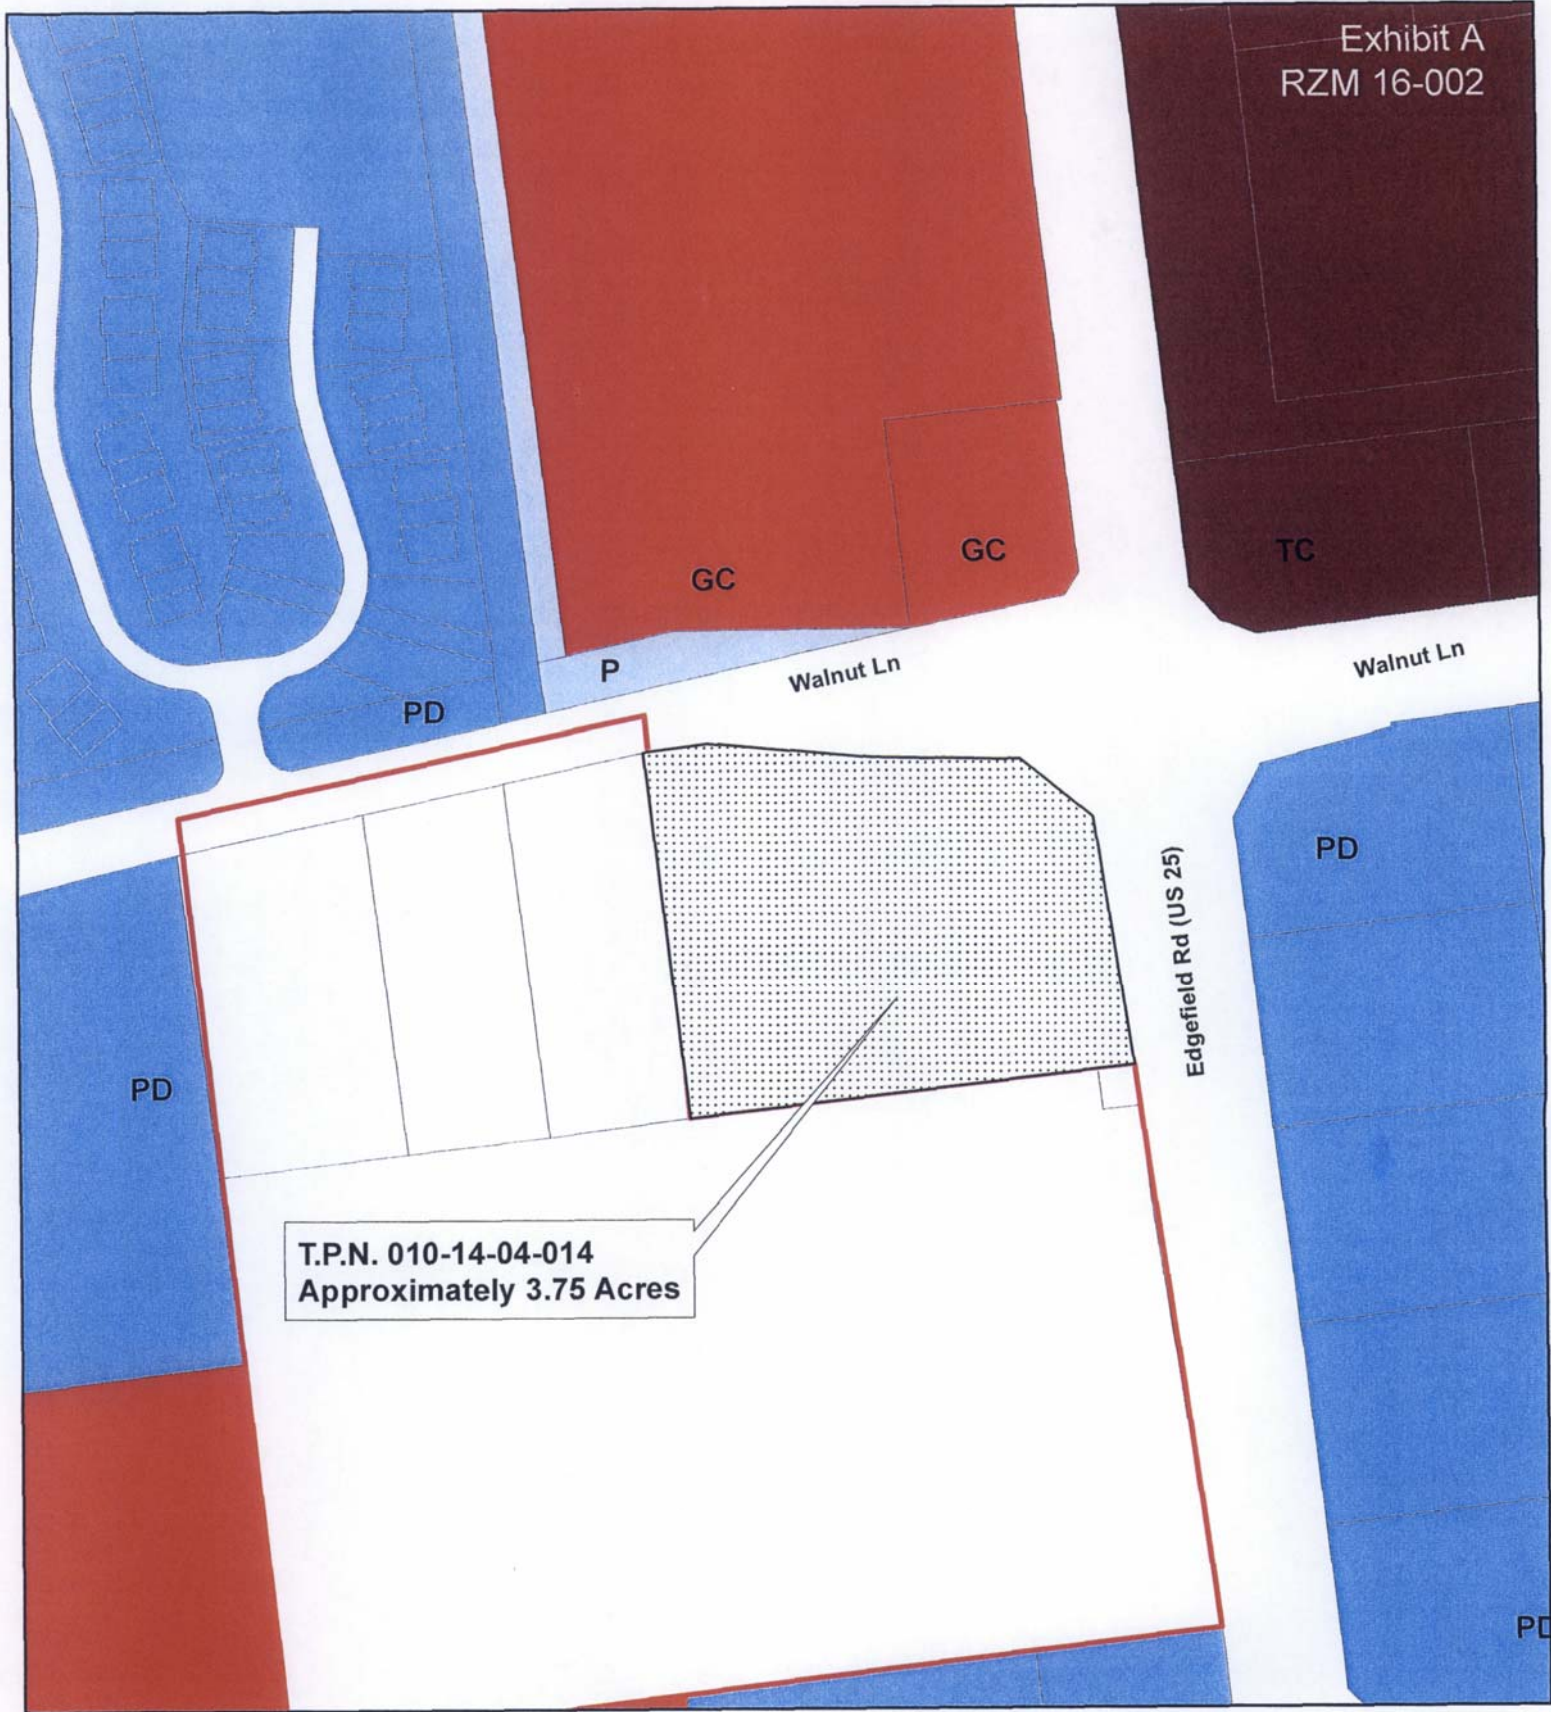 Exhibit A
RZM 16-002
GC
GC
TC
P
Walnut Ln
Walnut Ln
PD
PD
Edgefield Rd (US 25)
PD
T.P.N. 010-14-04-014
Approximately 3.75 Acres
PD